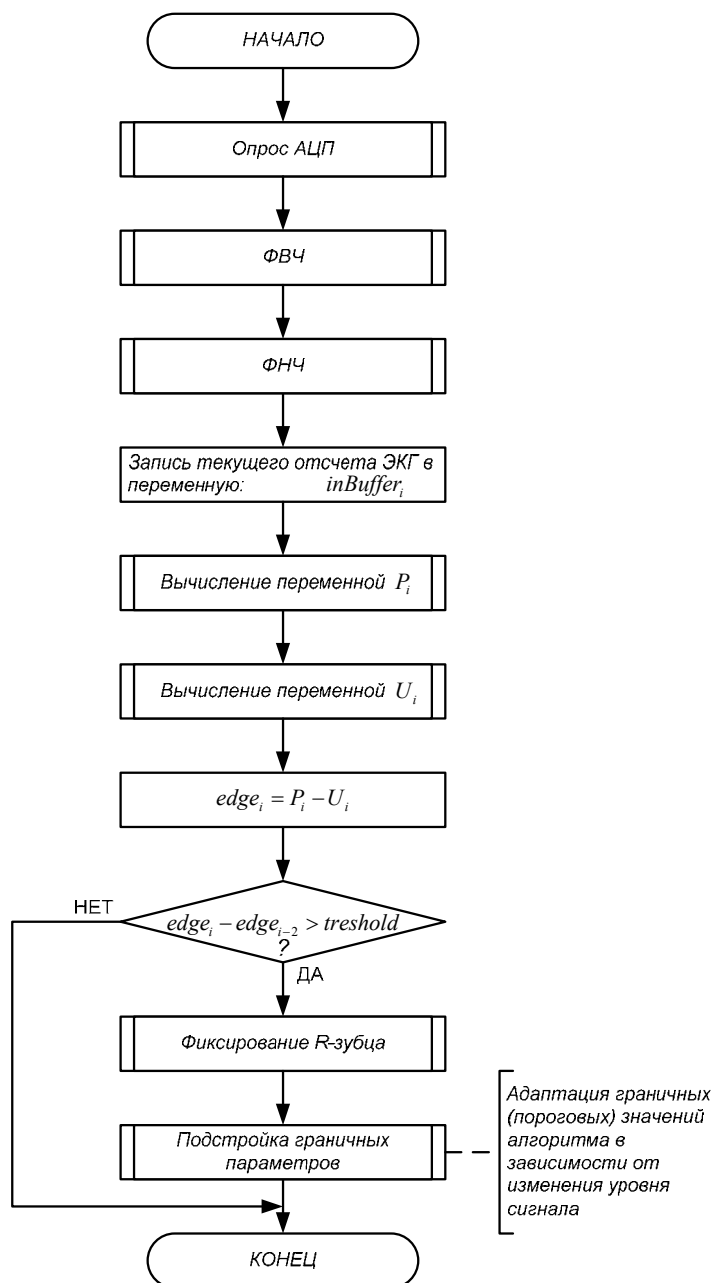 НАЧАЛО
Опрос АЦП
ФВЧ
ФНЧ
Запись текущего отсчета ЭКГ в
переменную: inBuffer_i
Вычисление переменной P_i
Вычисление переменной U_i
edge_i = P_i − U_i
НЕТ
edge_i − edge_{i−2} > treshold
?
ДА
Фиксирование R-зубца
Подстройка граничных
параметров
Адаптация граничных
(пороговых) значений
алгоритма в
зависимости от
изменения уровня
сигнала
КОНЕЦ